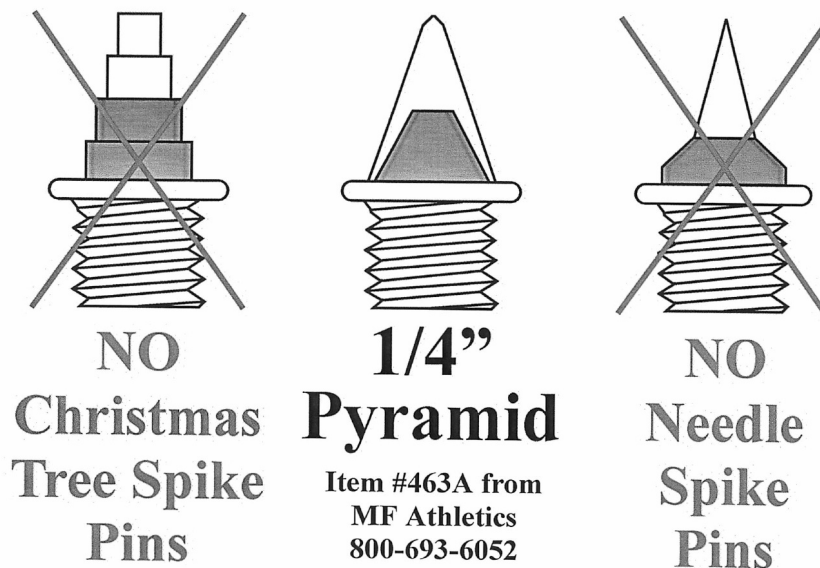 NO
Christmas
Tree Spike
Pins
1/4”
Pyramid
Item #463A from
MF Athletics
800-693-6052
NO
Needle
Spike
Pins